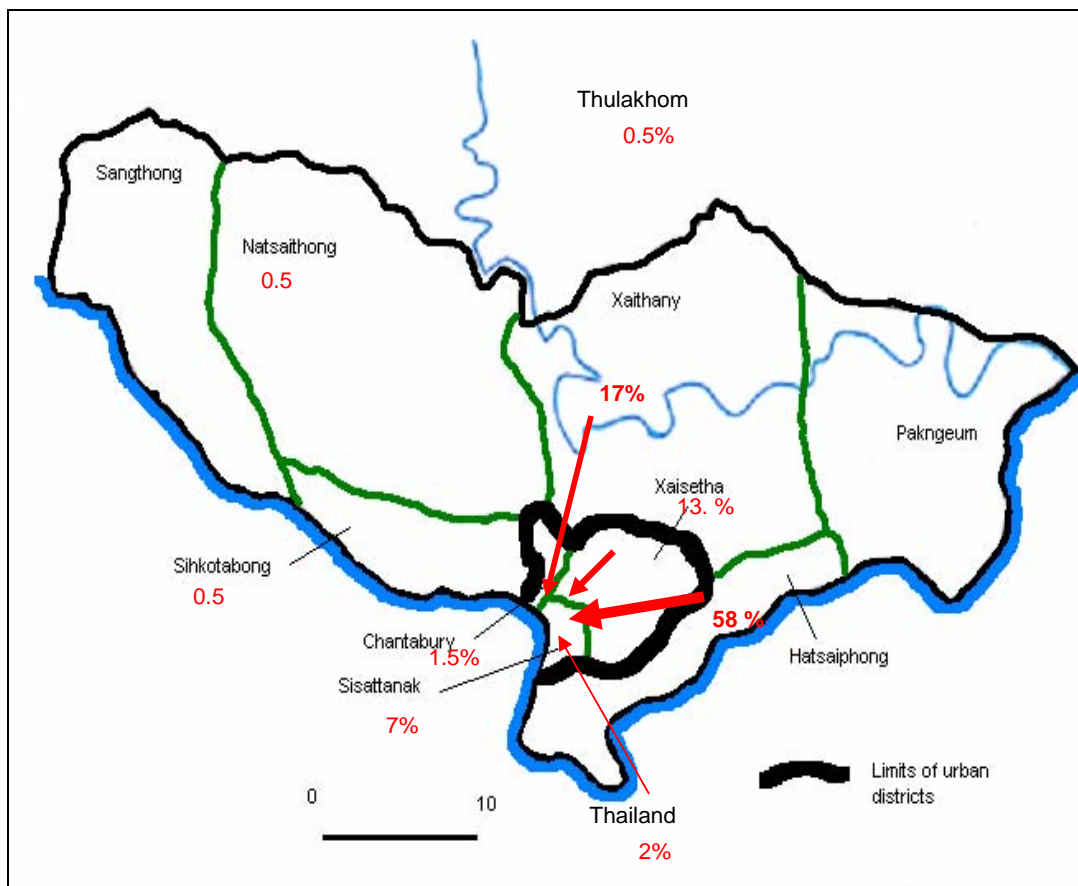 Thulakhom
0.5%
Sangthong
Natsaithong
0.5
Xaithany
17%
Pakngeum
Xaisetha
13. %
Sihkotabong
0.5
58 %
Chantabury
1.5%
Hatsaiphong
Sisattanak
7%
Limits of urban
districts
0
10
Thailand
2%